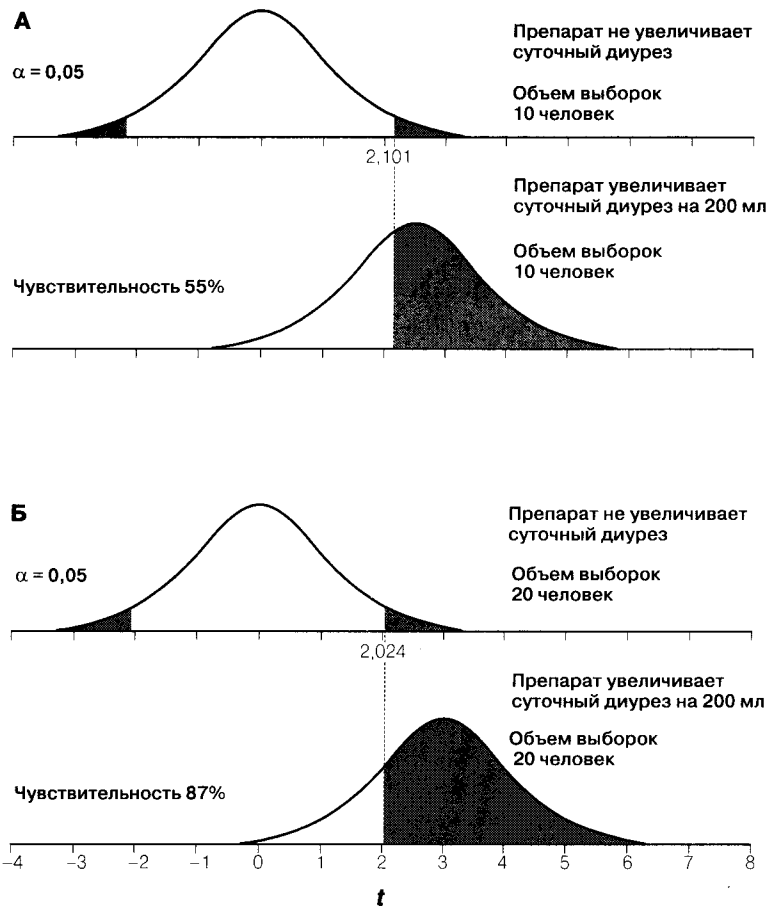 А
Препарат не увеличивает
суточный диурез
α = 0,05
Объем выборок
10 человек
2,101
Препарат увеличивает
суточный диурез на 200 мл
Объем выборок
10 человек
Чувствительность 55%
Б
Препарат не увеличивает
суточный диурез
α = 0,05
Объем выборок
20 человек
2,024
Препарат увеличивает
суточный диурез на 200 мл
Объем выборок
20 человек
Чувствительность 87%
−4 −3 −2 −1 0 1 2 3 4 5 6 7 8
t